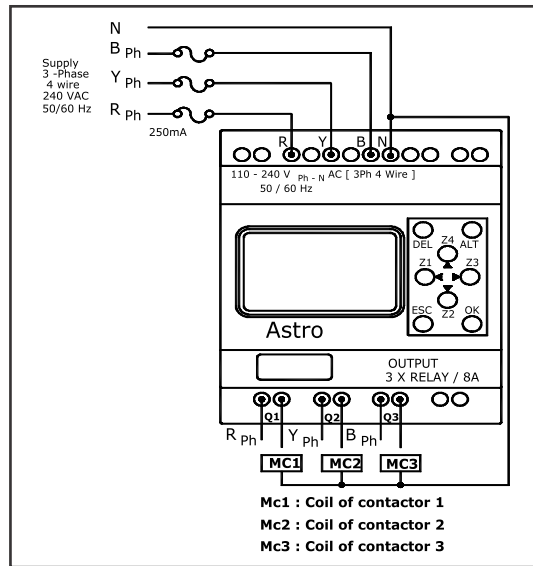 N
B Ph
Supply
3 -Phase
4 wire
240 VAC
50/60 Hz
Y Ph
R Ph
250mA
R Y B N
110 - 240 V Ph - N AC [ 3Ph 4 Wire ]
50 / 60 Hz
DEL Z4 ALT
Z1 Z3
ESC Z2 OK
Astro
OUTPUT
3 X RELAY / 8A
Q1 Q2 Q3
R Ph Y Ph B Ph
MC1 MC2 MC3
Mc1 : Coil of contactor 1
Mc2 : Coil of contactor 2
Mc3 : Coil of contactor 3